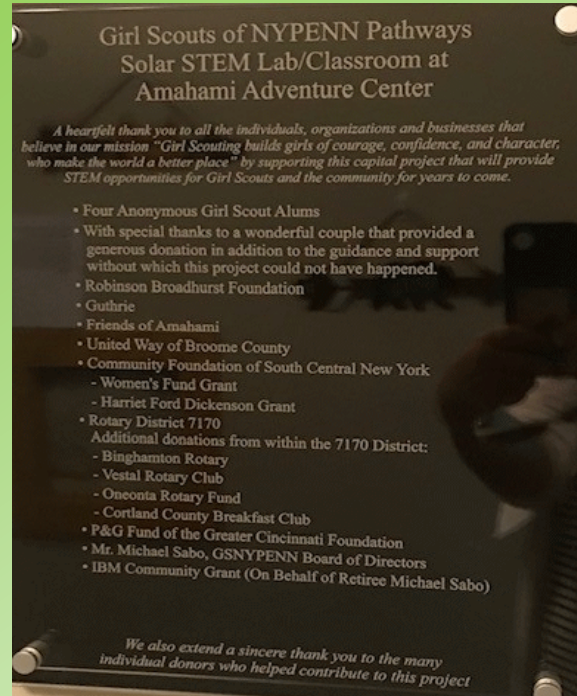 Girl Scouts of NYPENN Pathways
Solar STEM Lab/Classroom at
Amahami Adventure Center
A heartfelt thank you to all the individuals, organizations and businesses that
believe in our mission "Girl Scouting builds girls of courage, confidence, and character,
who make the world a better place" by supporting this capital project that will provide
STEM opportunities for Girl Scouts and the community for years to come.
• Four Anonymous Girl Scout Alums
• With special thanks to a wonderful couple that provided a
generous donation in addition to the guidance and support
without which this project could not have happened.
• Robinson Broadhurst Foundation
• Guthrie
• Friends of Amahami
• United Way of Broome County
• Community Foundation of South Central New York
- Women's Fund Grant
- Harriet Ford Dickenson Grant
• Rotary District 7170
Additional donations from within the 7170 District:
- Binghamton Rotary
- Vestal Rotary Club
- Oneonta Rotary Fund
- Cortland County Breakfast Club
• P&G Fund of the Greater Cincinnati Foundation
• Mr. Michael Sabo, GSNYPENN Board of Directors
• IBM Community Grant (On Behalf of Retiree Michael Sabo)
We also extend a sincere thank you to the many
individual donors who helped contribute to this project